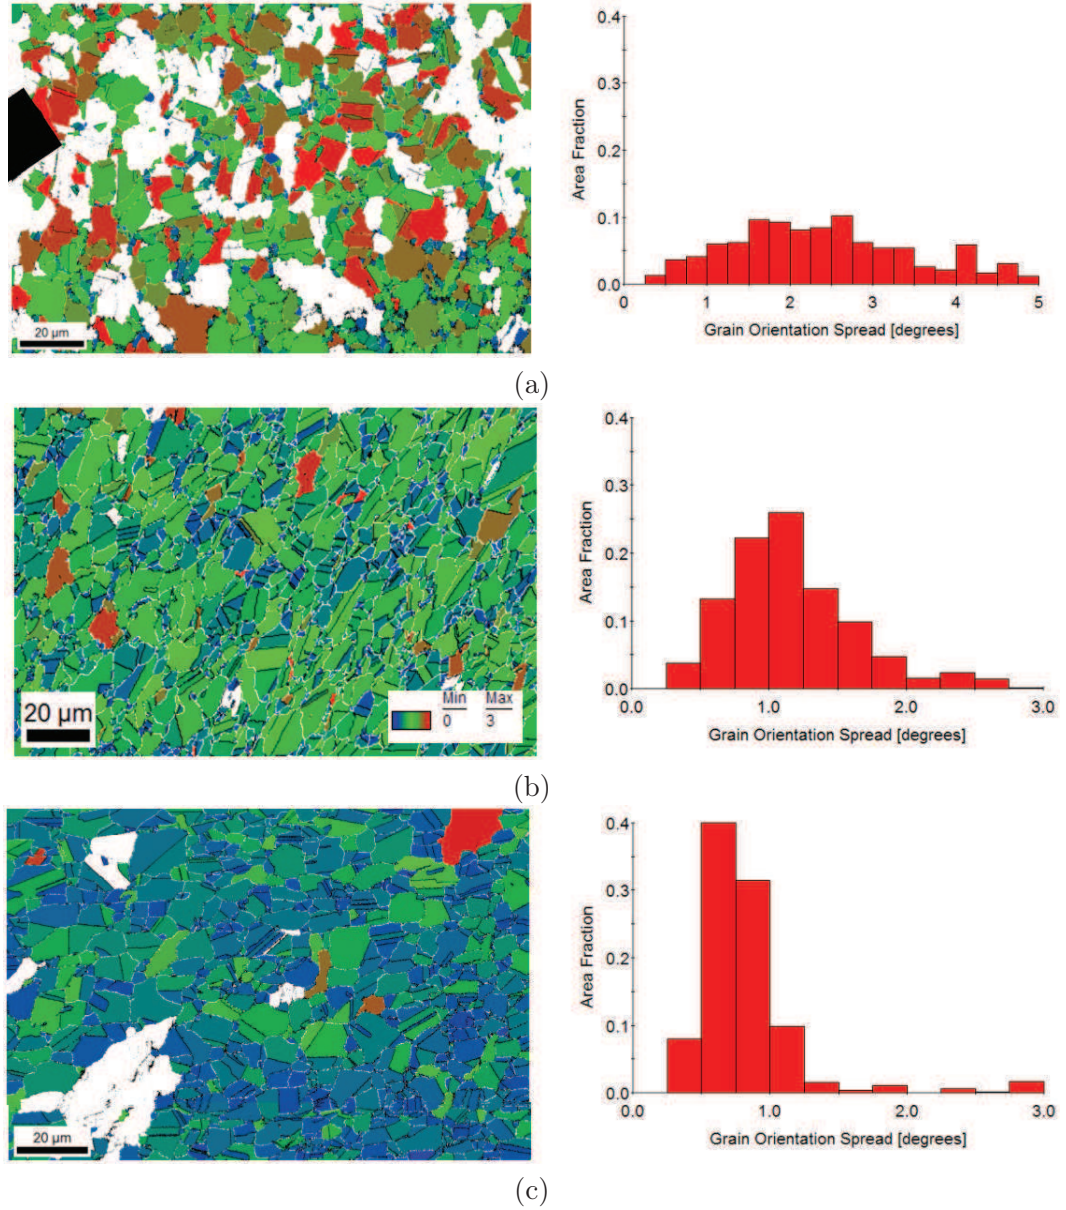 0.4
0.3
0.2
0.1
0.0
Area Fraction
0 1 2 3 4 5
Grain Orientation Spread [degrees]
20 µm
(a)
0.4
0.3
0.2
0.1
0.0
Area Fraction
0.0 1.0 2.0 3.0
Grain Orientation Spread [degrees]
20 µm
Min Max
0 3
(b)
0.4
0.3
0.2
0.1
0.0
Area Fraction
0.0 1.0 2.0 3.0
Grain Orientation Spread [degrees]
20 µm
(c)